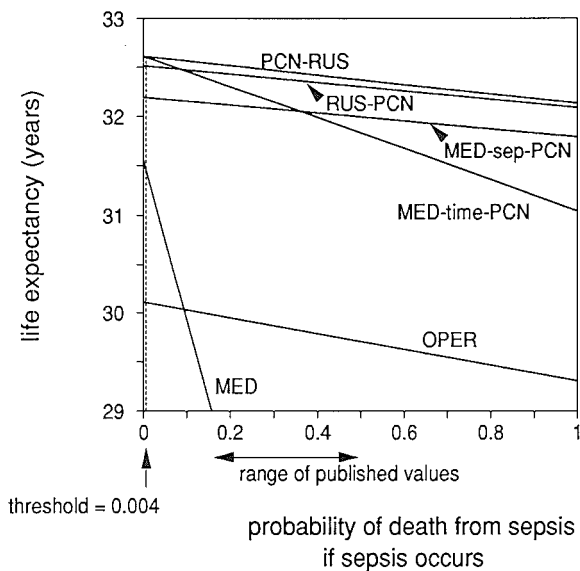 33
32
31
30
29
life expectancy (years)
PCN-RUS
RUS-PCN
MED-sep-PCN
MED-time-PCN
OPER
MED
0 0.2 0.4 0.6 0.8 1
range of published values
threshold = 0.004
probability of death from sepsis
if sepsis occurs